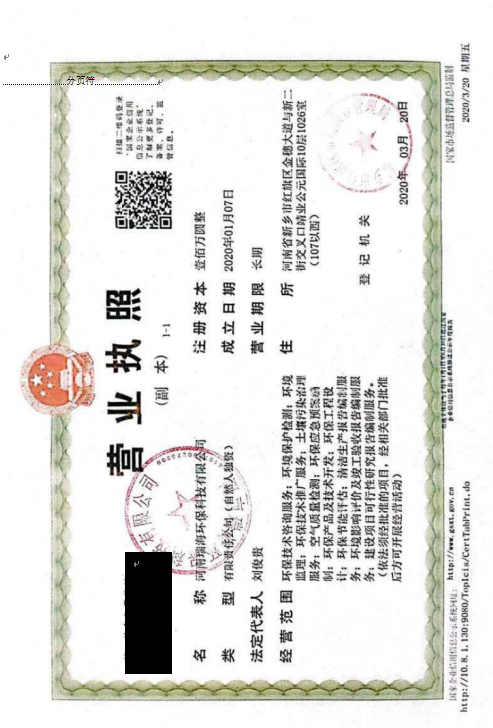 分页符
2020/3/20 星期五
扫描二维码登录
"国家企业信用
信息公示系统"
了解更多登记、
备案、许可、监
管信息。
营业执照
(副 本) 1-1
名 称 河南瑞海环保科技有限公司
类 型 有限责任公司(自然人独资)
法定代表人 刘俊贵
经营范围 环保技术咨询服务;环境保护检测;环境
监理;环保技术推广服务;土壤污染治理
服务;空气质量检测;环保应急预案编
制;环保产品及技术开发;环保工程设
计;环保节能评估;清洁生产报告编制服
务;环境影响评价及竣工验收报告编制服
务;建设项目可行性研究报告编制服务。
(依法须经批准的项目,经相关部门批准
后方可开展经营活动)
注册资本 壹佰万圆整
成立日期 2020年01月07日
营业期限 长期
住 所 河南省新乡市红旗区金穗大道与新二
街交叉口靖业公元国际10层1026室
(107以西)
登记机关
2020年 03月 20日
有限公司
国家企业信用信息公示系统网址: http://www.gsxt.gov.cn
国家市场监督管理总局监制
http://10.8.1.130:9080/TopIcis/CertTabPrint.do